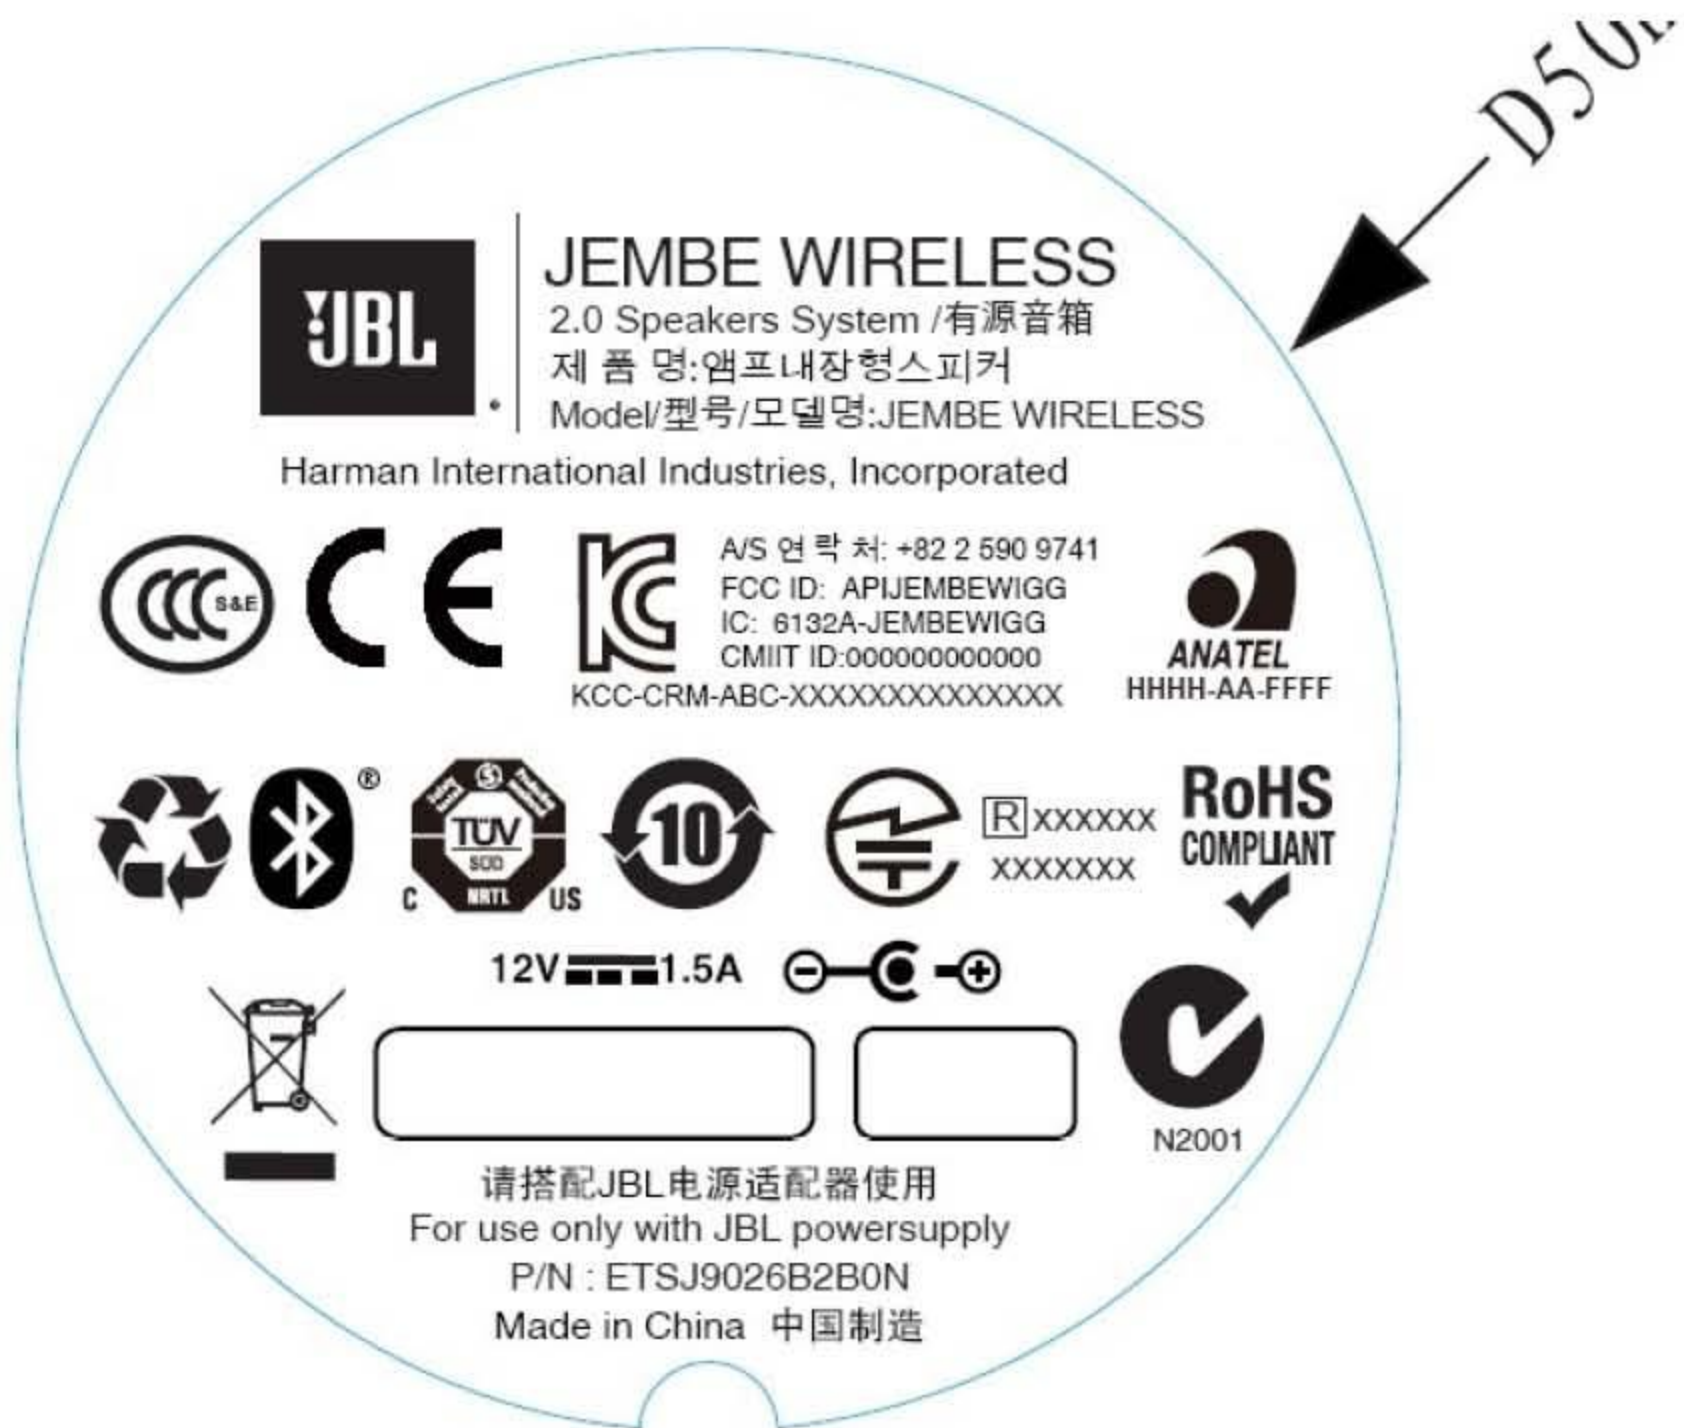 D50
JBL
JEMBE WIRELESS
2.0 Speakers System /有源音箱
제 품 명:앰프내장형스피커
Model/型号/모델명:JEMBE WIRELESS
Harman International Industries, Incorporated
CCC S&E
CE
KC
A/S 연 락 처: +82 2 590 9741
FCC ID: APIJEMBEWIGG
IC: 6132A-JEMBEWIGG
CMIIT ID:000000000000
KCC-CRM-ABC-XXXXXXXXXXXXXX
ANATEL
HHHH-AA-FFFF
®
TÜV
SÜD
C NRTL US
10
R XXXXXX
XXXXXXX
RoHS
COMPLIANT
12V 1.5A
N2001
请搭配JBL电源适配器使用
For use only with JBL powersupply
P/N : ETSJ9026B2B0N
Made in China 中国制造